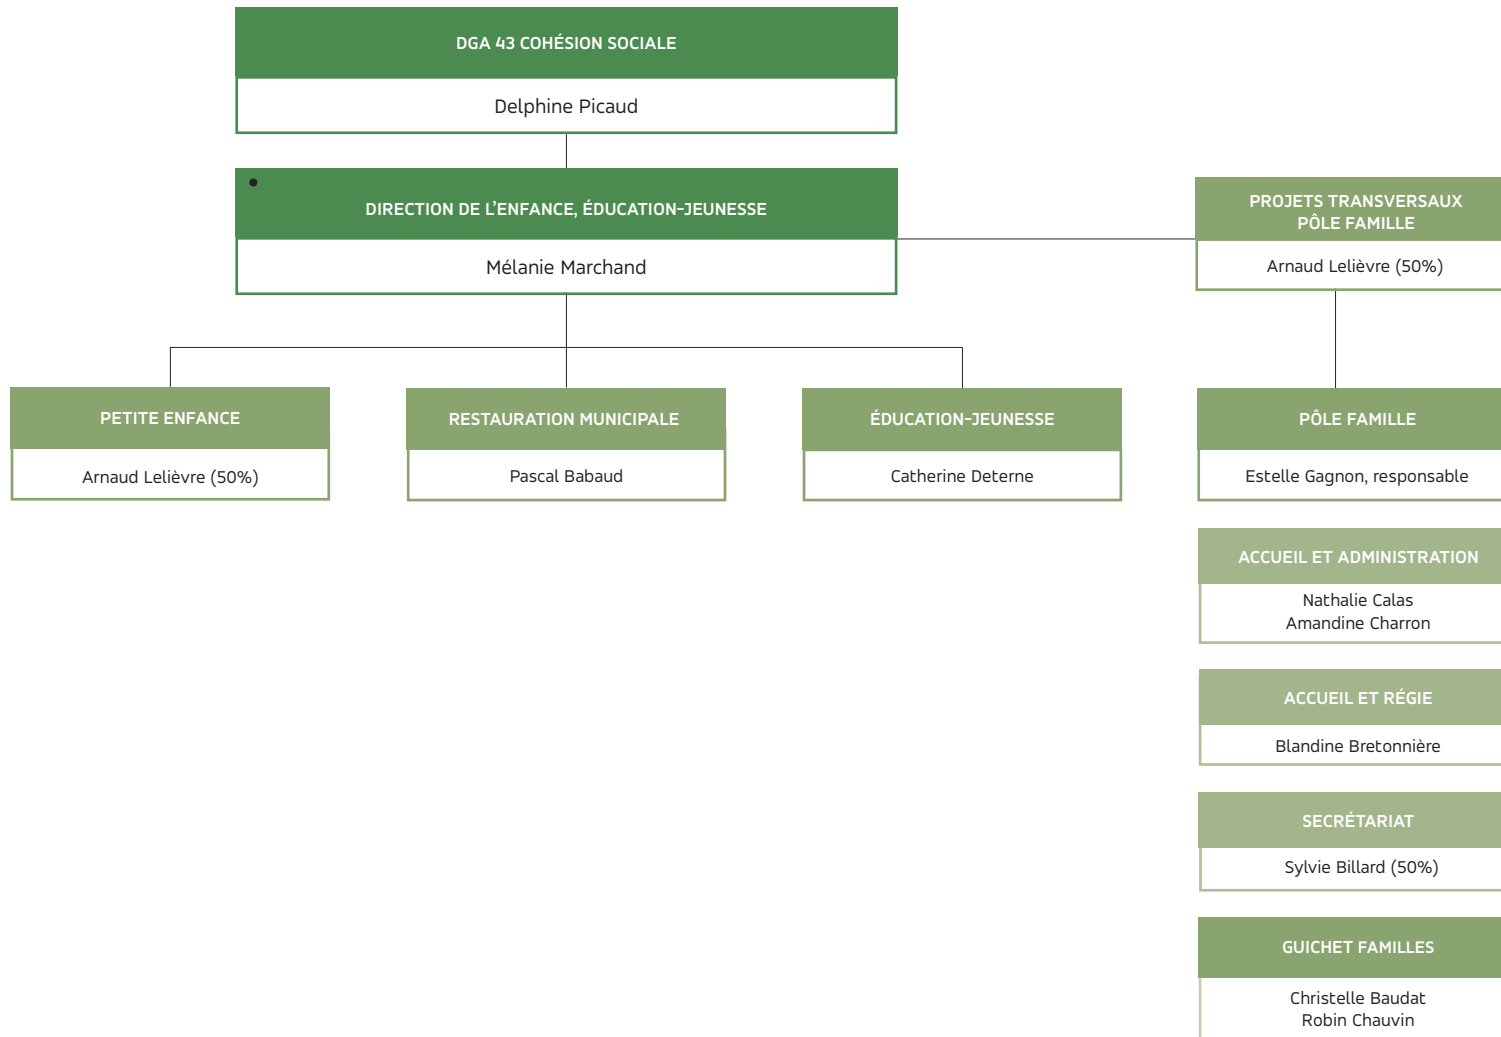 DGA 43 COHÉSION SOCIALE
Delphine Picaud
DIRECTION DE L'ENFANCE, ÉDUCATION-JEUNESSE
Mélanie Marchand
PROJETS TRANSVERSAUX
PÔLE FAMILLE
Arnaud Lelièvre (50%)
PETITE ENFANCE
Arnaud Lelièvre (50%)
RESTAURATION MUNICIPALE
Pascal Babaud
ÉDUCATION-JEUNESSE
Catherine Deterne
PÔLE FAMILLE
Estelle Gagnon, responsable
ACCUEIL ET ADMINISTRATION
Nathalie Calas
Amandine Charron
ACCUEIL ET RÉGIE
Blandine Bretonnière
SECRÉTARIAT
Sylvie Billard (50%)
GUICHET FAMILLES
Christelle Baudat
Robin Chauvin